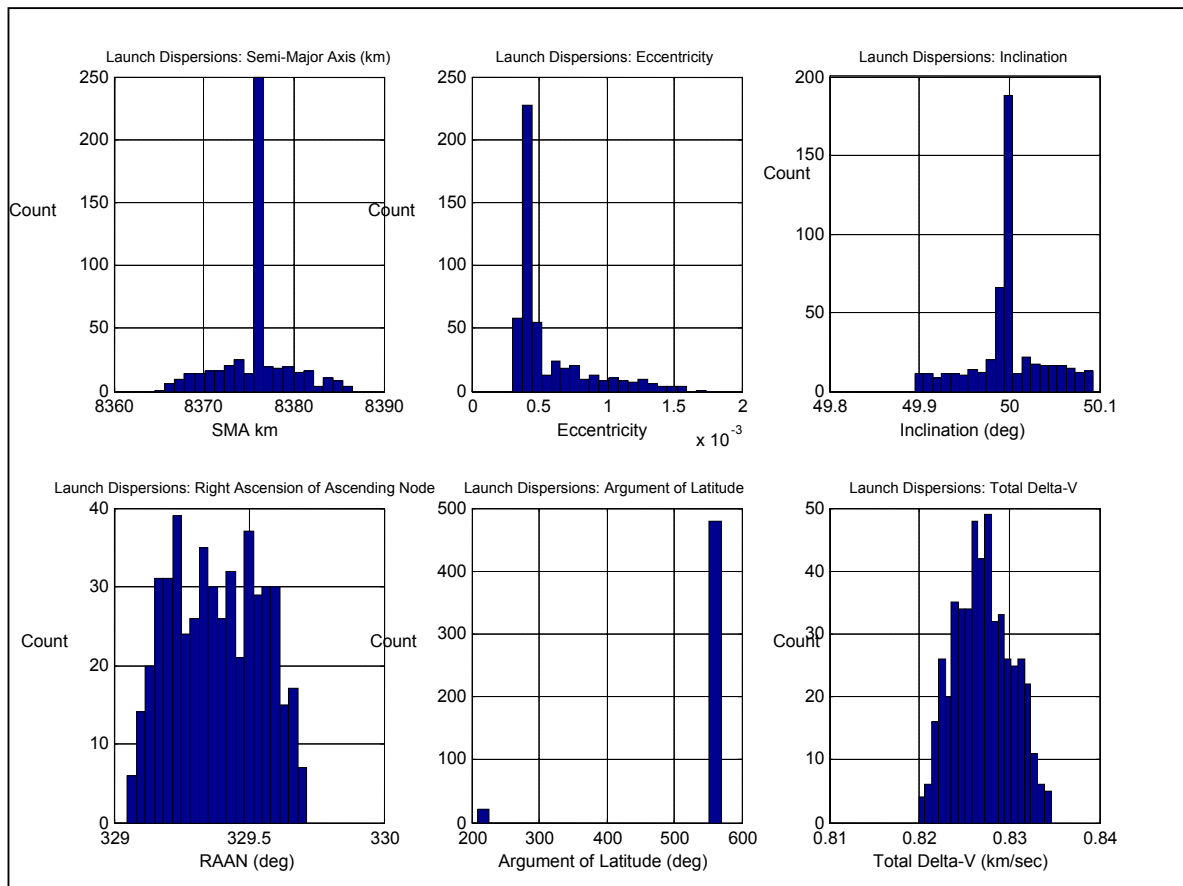 Launch Dispersions: Semi-Major Axis (km)
250
200
150
100
50
0
Count
8360 8370 8380 8390
SMA km
Launch Dispersions: Eccentricity
250
200
150
100
50
0
Count
0 0.5 1 1.5 2
x 10^-3
Eccentricity
Launch Dispersions: Inclination
200
150
100
50
0
Count
49.8 49.9 50 50.1
Inclination (deg)
Launch Dispersions: Right Ascension of Ascending Node
40
30
20
10
0
Count
329 329.5 330
RAAN (deg)
Launch Dispersions: Argument of Latitude
500
400
300
200
100
0
Count
200 300 400 500 600
Argument of Latitude (deg)
Launch Dispersions: Total Delta-V
50
40
30
20
10
0
Count
0.81 0.82 0.83 0.84
Total Delta-V (km/sec)